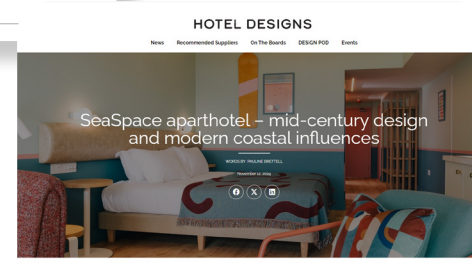 HOTEL DESIGNS
News Recommended Suppliers On The Boards DESIGN POD Events
SeaSpace aparthotel – mid-century design
and modern coastal influences
WORDS BY PAULINE BRETTELL
November 12, 2024